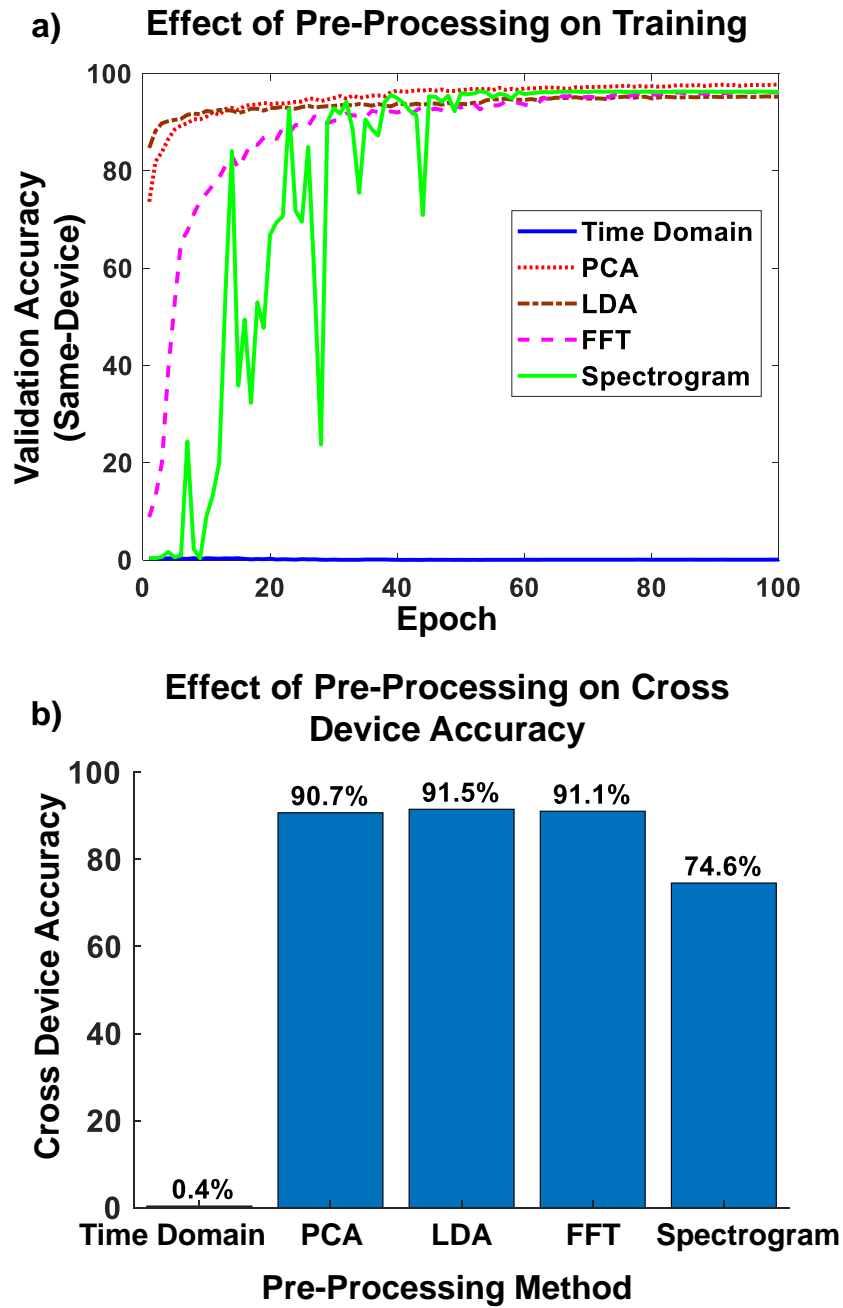 a)
Effect of Pre-Processing on Training
Validation Accuracy
(Same-Device)
100
80
60
40
20
0
Time Domain
PCA
LDA
FFT
Spectrogram
0
20
40
60
80
100
Epoch
b)
Effect of Pre-Processing on Cross
Device Accuracy
Cross Device Accuracy
100
80
60
40
20
0
0.4%
90.7%
91.5%
91.1%
74.6%
Time Domain
PCA
LDA
FFT
Spectrogram
Pre-Processing Method